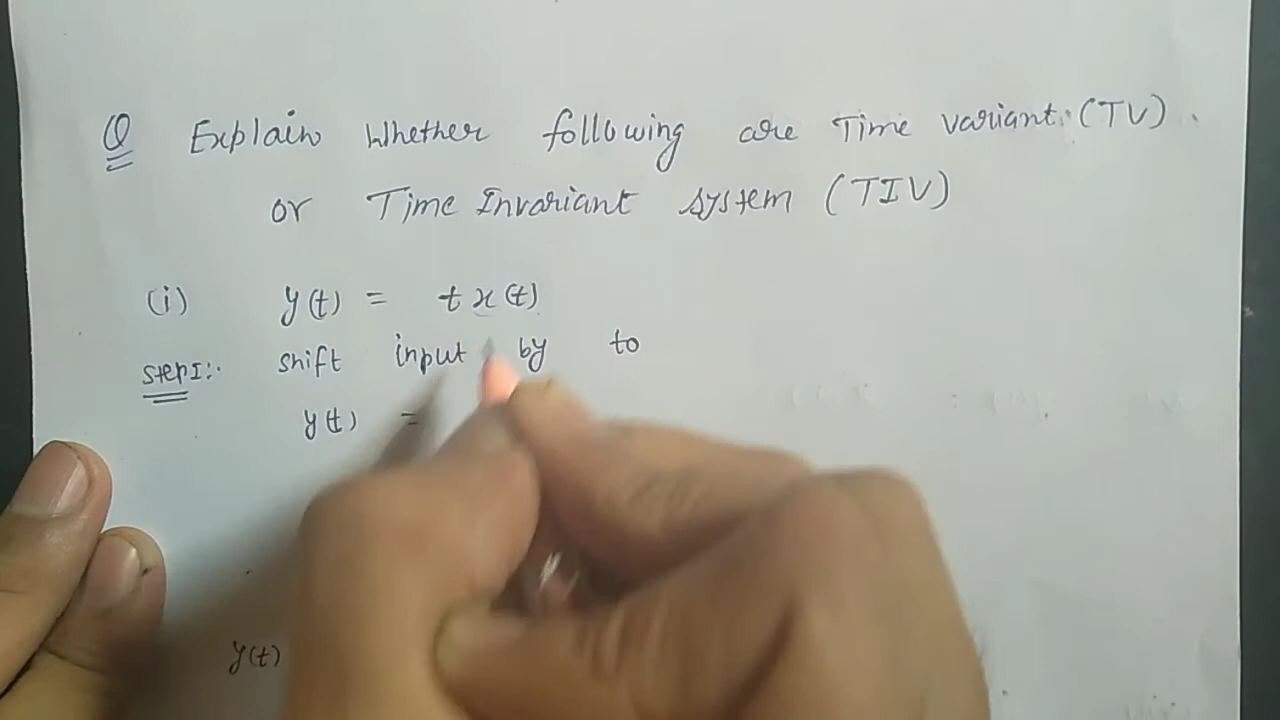 Q Explain Whether following are Time variant (TV).
or Time Invariant system (TIV)
(i) y(t) = t x(t)
Step I:- shift input by to
y(t) =
y(t)